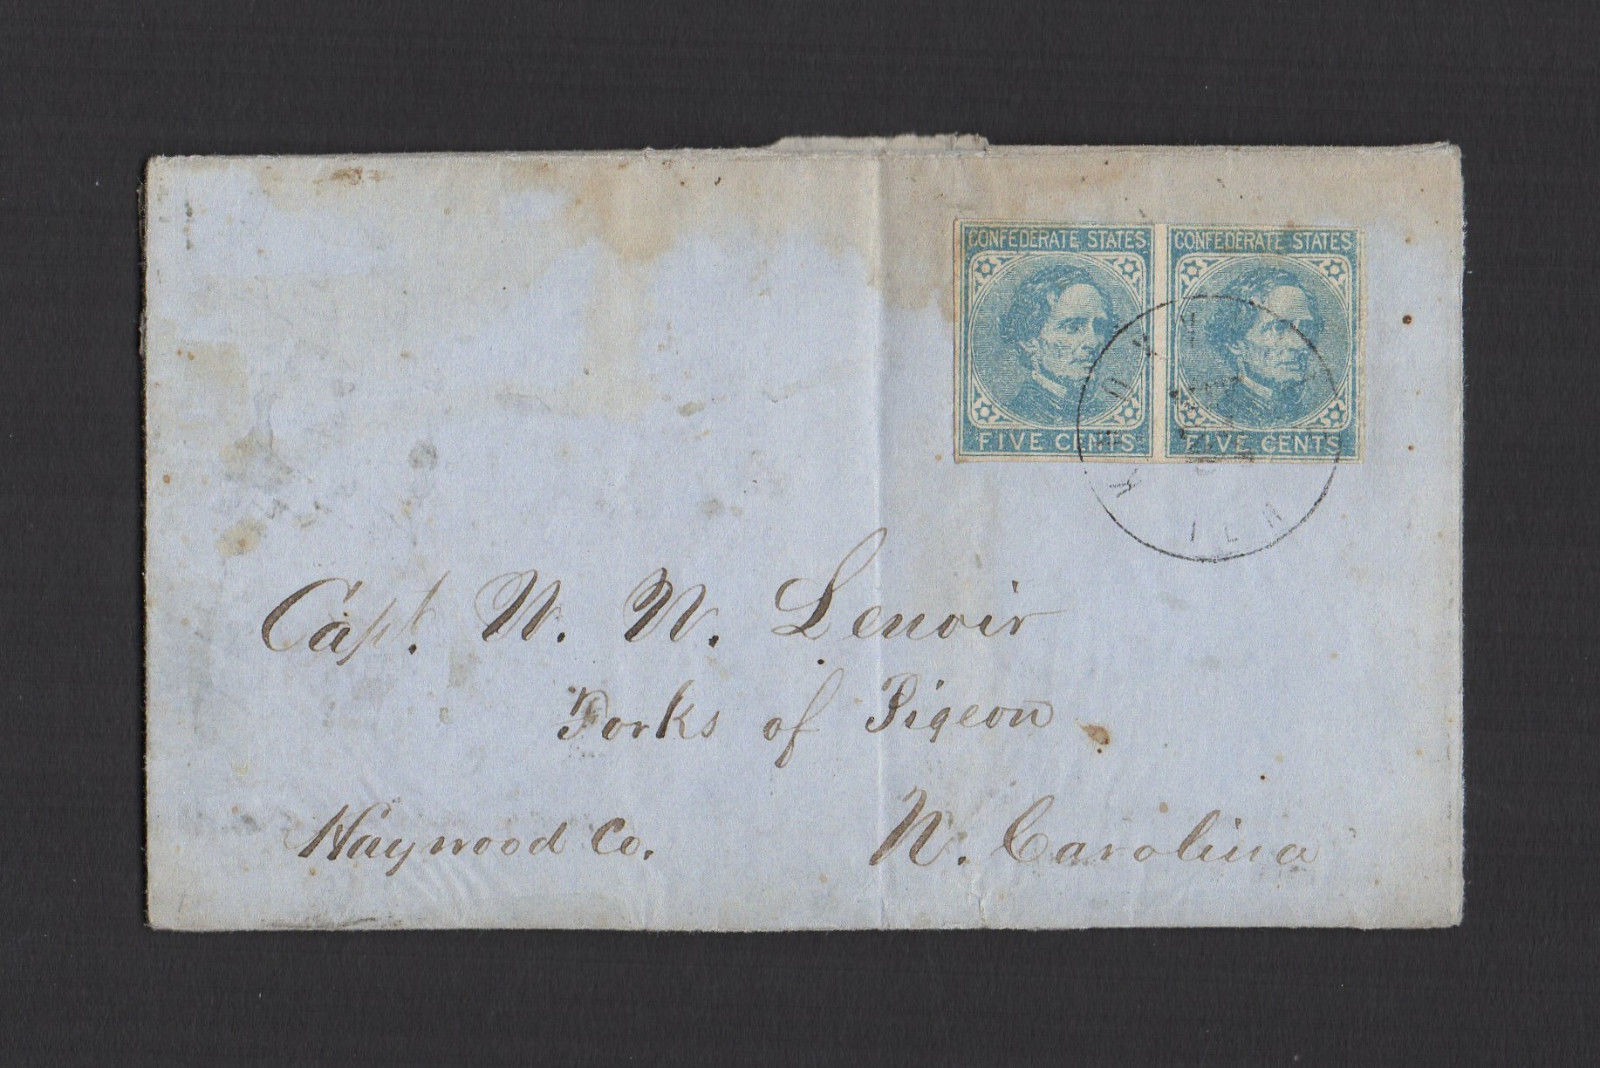 CONFEDERATE STATES CONFEDERATE STATES
FIVE CENTS FIVE CENTS
Capt. W. W. Lenoir
Forks of Pigeon
Haywood Co. N. Carolina